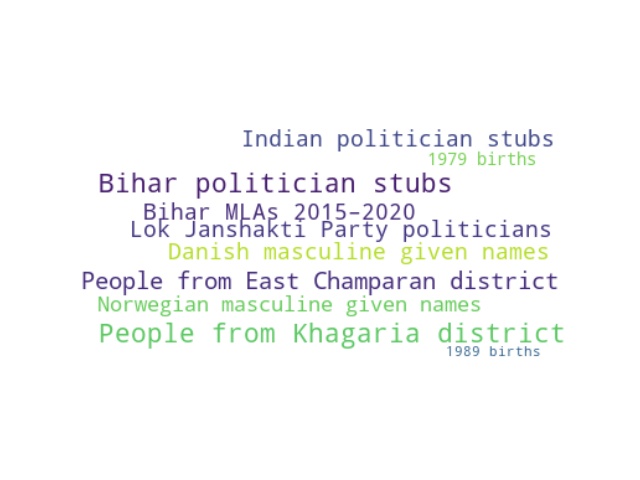 Indian politician stubs
1979 births
Bihar politician stubs
Bihar MLAs 2015–2020
Lok Janshakti Party politicians
Danish masculine given names
People from East Champaran district
Norwegian masculine given names
People from Khagaria district
1989 births